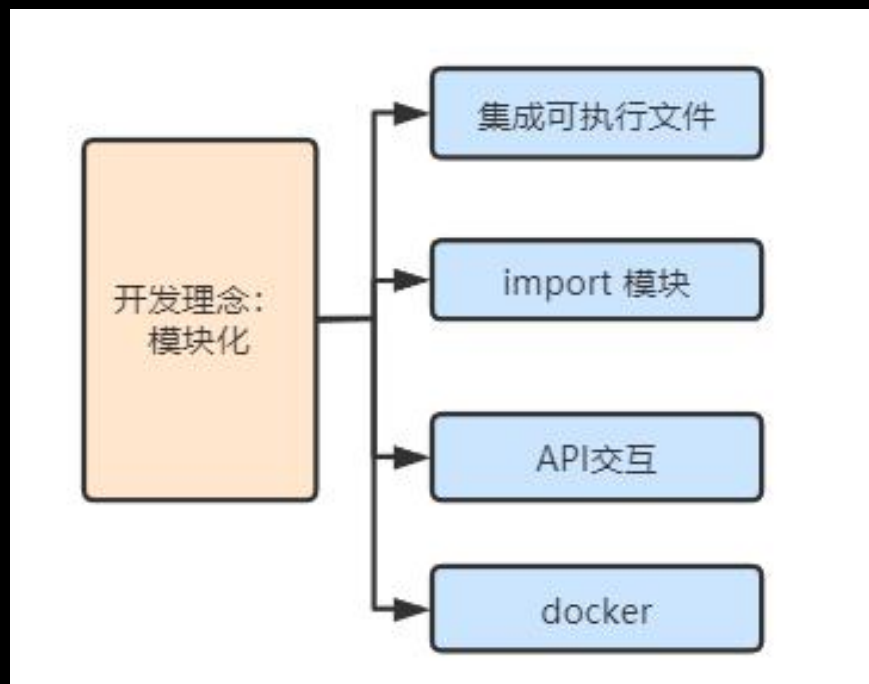 集成可执行文件
开发理念：
模块化
import 模块
API交互
docker